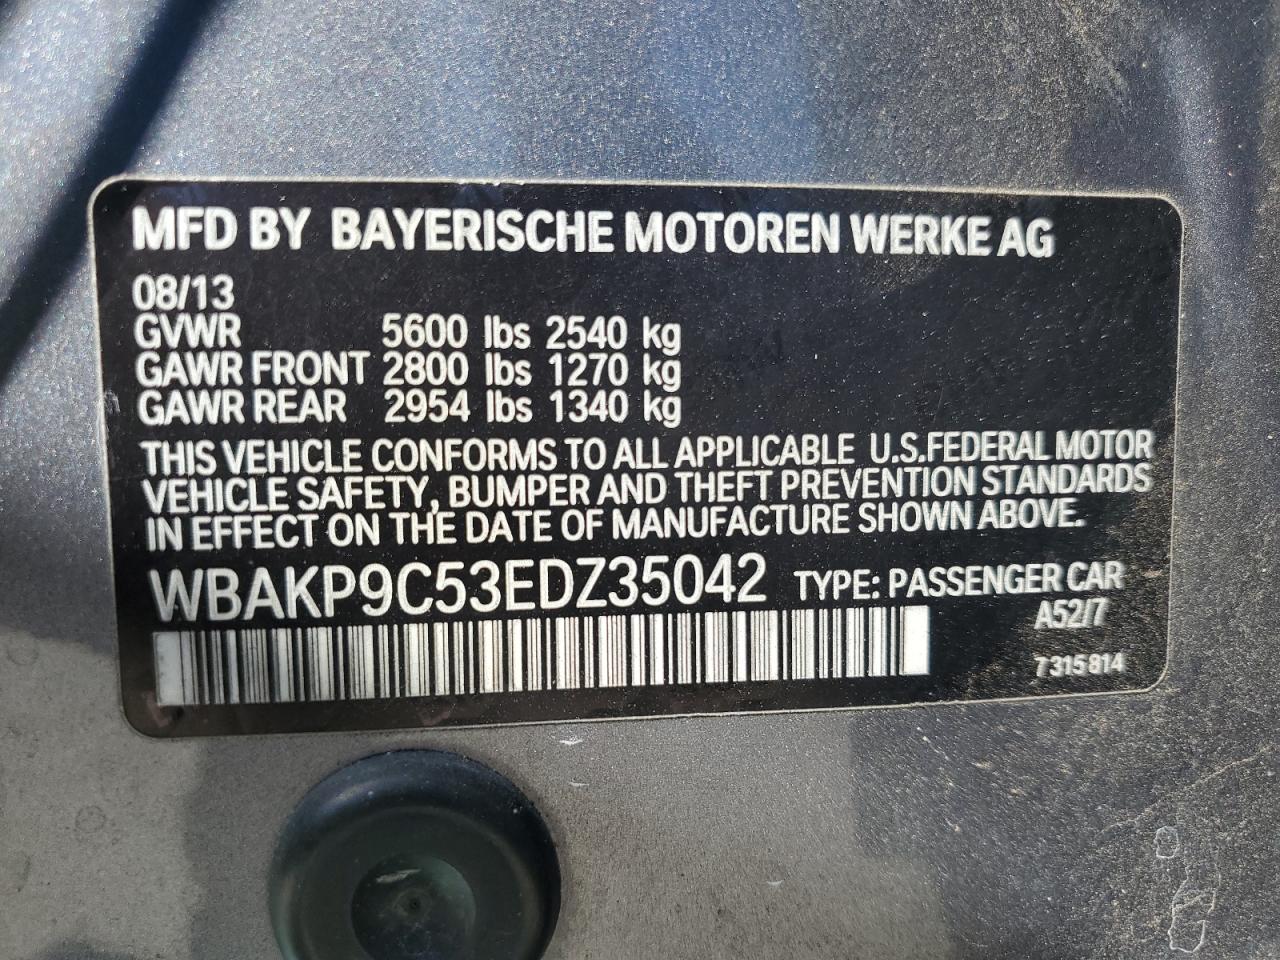 MFD BY BAYERISCHE MOTOREN WERKE AG
08/13
GVWR 5600 lbs 2540 kg
GAWR FRONT 2800 lbs 1270 kg
GAWR REAR 2954 lbs 1340 kg
THIS VEHICLE CONFORMS TO ALL APPLICABLE U.S.FEDERAL MOTOR
VEHICLE SAFETY, BUMPER AND THEFT PREVENTION STANDARDS
IN EFFECT ON THE DATE OF MANUFACTURE SHOWN ABOVE.
WBAKP9C53EDZ35042 TYPE: PASSENGER CAR
A52/7
7315814